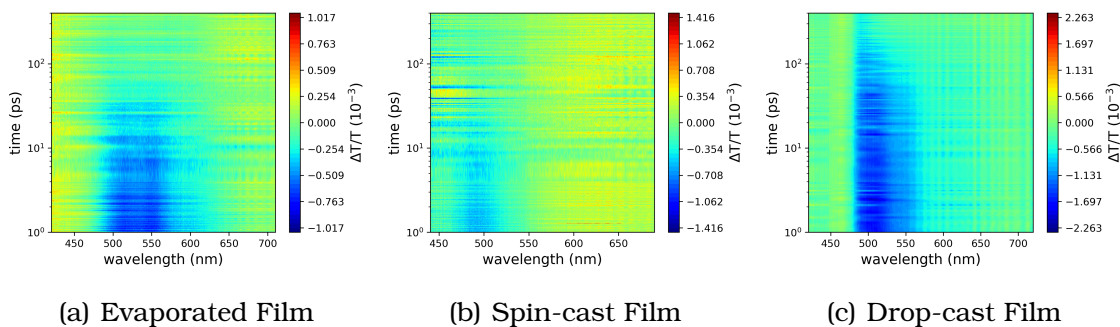 10²
10¹
10⁰
time (ps)
450 500 550 600 650 700
wavelength (nm)
1.017
0.763
0.509
0.254
0.000
−0.254
−0.509
−0.763
−1.017
ΔT/T (10⁻³)
(a) Evaporated Film
10²
10¹
10⁰
time (ps)
450 500 550 600 650
wavelength (nm)
1.416
1.062
0.708
0.354
0.000
−0.354
−0.708
−1.062
−1.416
ΔT/T (10⁻³)
(b) Spin-cast Film
10²
10¹
10⁰
time (ps)
450 500 550 600 650 700
wavelength (nm)
2.263
1.697
1.131
0.566
0.000
−0.566
−1.131
−1.697
−2.263
ΔT/T (10⁻³)
(c) Drop-cast Film